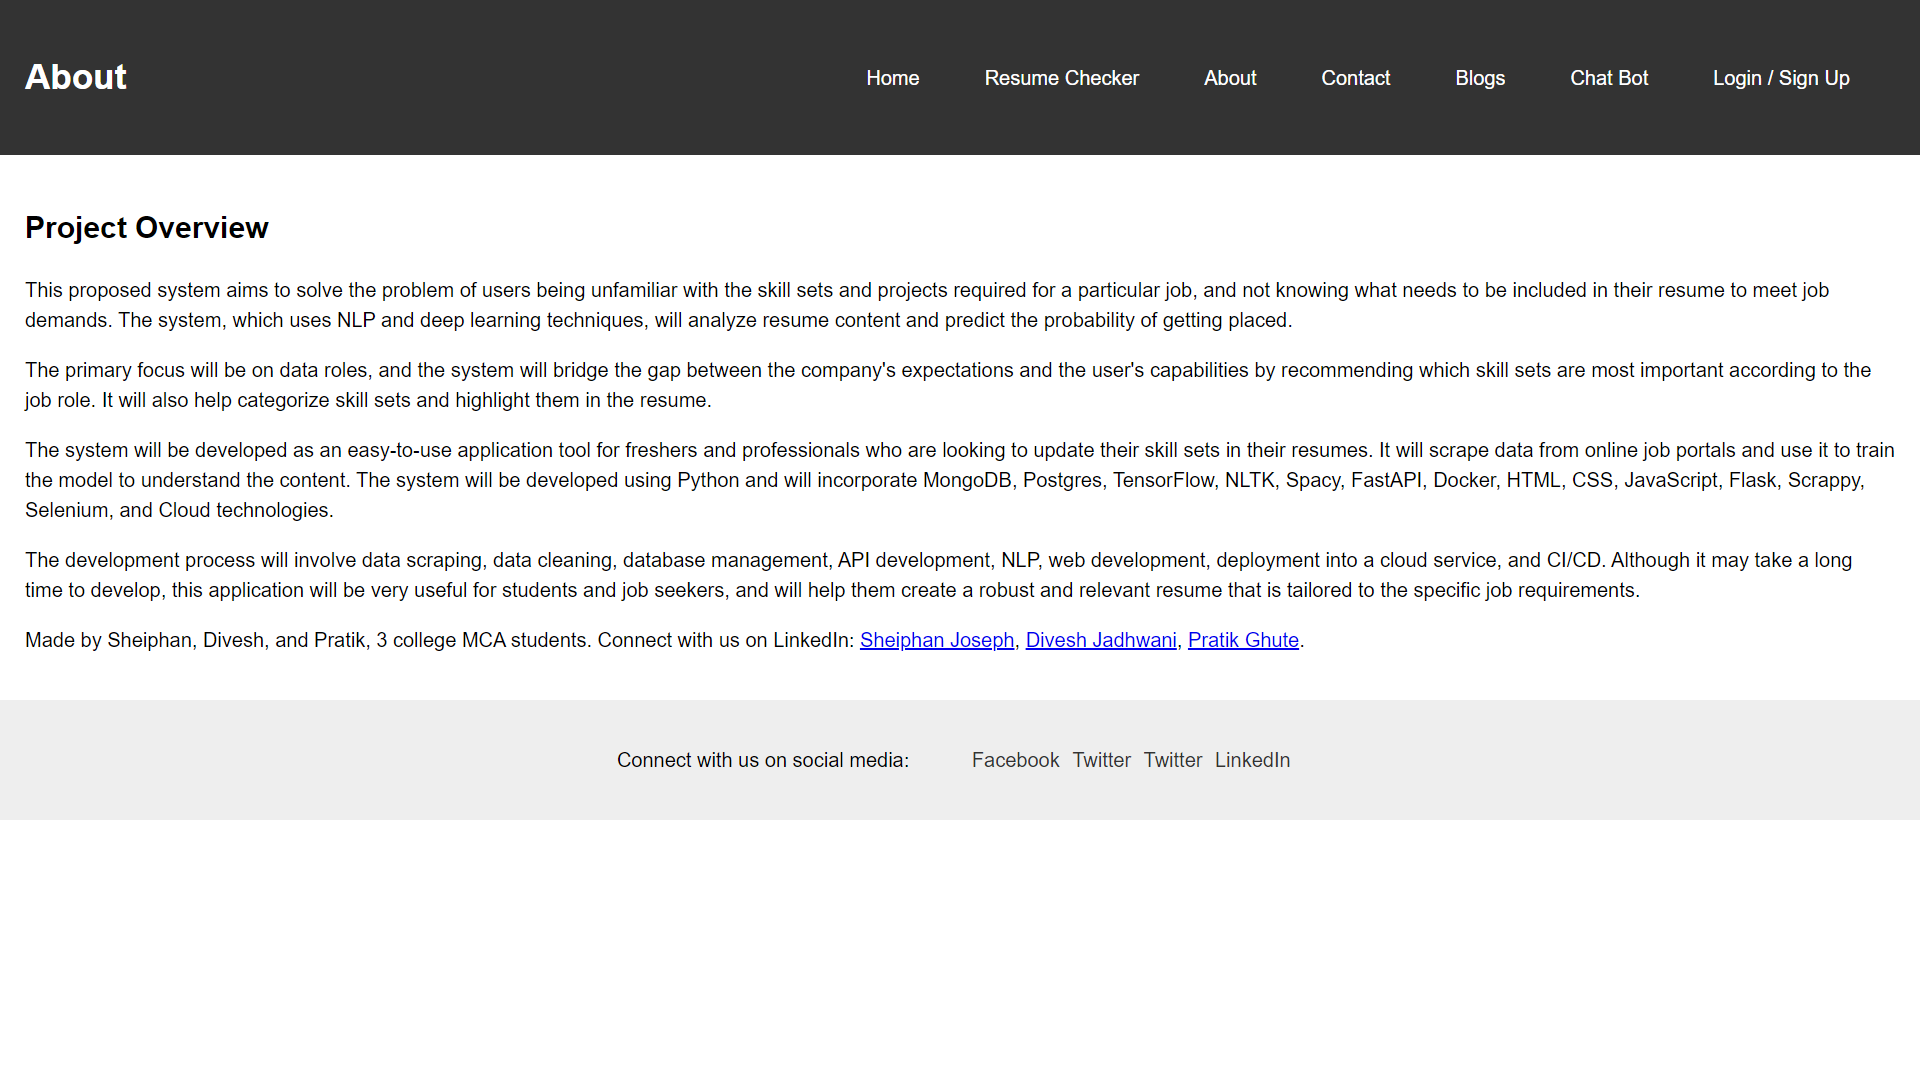 About
Home Resume Checker About Contact Blogs Chat Bot Login / Sign Up
Project Overview
This proposed system aims to solve the problem of users being unfamiliar with the skill sets and projects required for a particular job, and not knowing what needs to be included in their resume to meet job
demands. The system, which uses NLP and deep learning techniques, will analyze resume content and predict the probability of getting placed.
The primary focus will be on data roles, and the system will bridge the gap between the company's expectations and the user's capabilities by recommending which skill sets are most important according to the
job role. It will also help categorize skill sets and highlight them in the resume.
The system will be developed as an easy-to-use application tool for freshers and professionals who are looking to update their skill sets in their resumes. It will scrape data from online job portals and use it to train
the model to understand the content. The system will be developed using Python and will incorporate MongoDB, Postgres, TensorFlow, NLTK, Spacy, FastAPI, Docker, HTML, CSS, JavaScript, Flask, Scrappy,
Selenium, and Cloud technologies.
The development process will involve data scraping, data cleaning, database management, API development, NLP, web development, deployment into a cloud service, and CI/CD. Although it may take a long
time to develop, this application will be very useful for students and job seekers, and will help them create a robust and relevant resume that is tailored to the specific job requirements.
Made by Sheiphan, Divesh, and Pratik, 3 college MCA students. Connect with us on LinkedIn: Sheiphan Joseph, Divesh Jadhwani, Pratik Ghute.
Connect with us on social media: Facebook Twitter Twitter LinkedIn